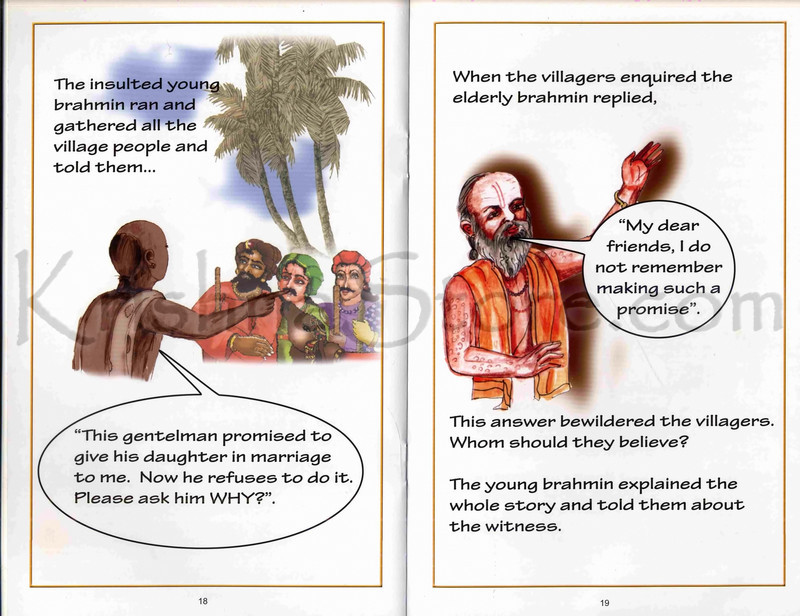 The insulted young
brahmin ran and
gathered all the
village people and
told them...
"This gentelman promised to
give his daughter in marriage
to me.  Now he refuses to do it.
Please ask him WHY?".
18
When the villagers enquired the
elderly brahmin replied,
"My dear
friends, I do
not remember
making such a
promise".
This answer bewildered the villagers.
Whom should they believe?
The young brahmin explained the
whole story and told them about
the witness.
19
KrishnaStore.com